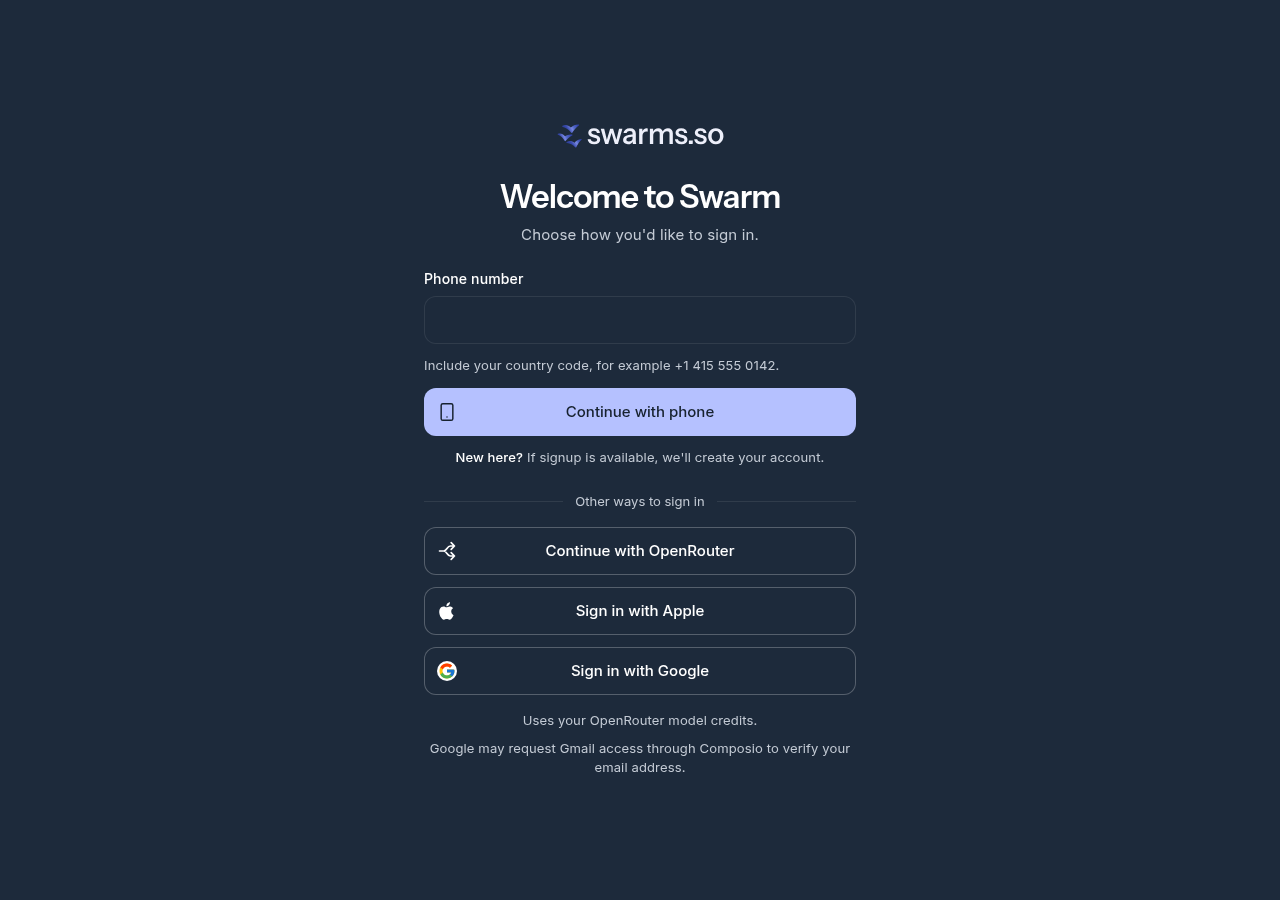 swarms.so
Welcome to Swarm
Choose how you'd like to sign in.
Phone number
Include your country code, for example +1 415 555 0142.
Continue with phone
New here? If signup is available, we'll create your account.
Other ways to sign in
Continue with OpenRouter
Sign in with Apple
Sign in with Google
Uses your OpenRouter model credits.
Google may request Gmail access through Composio to verify your
email address.